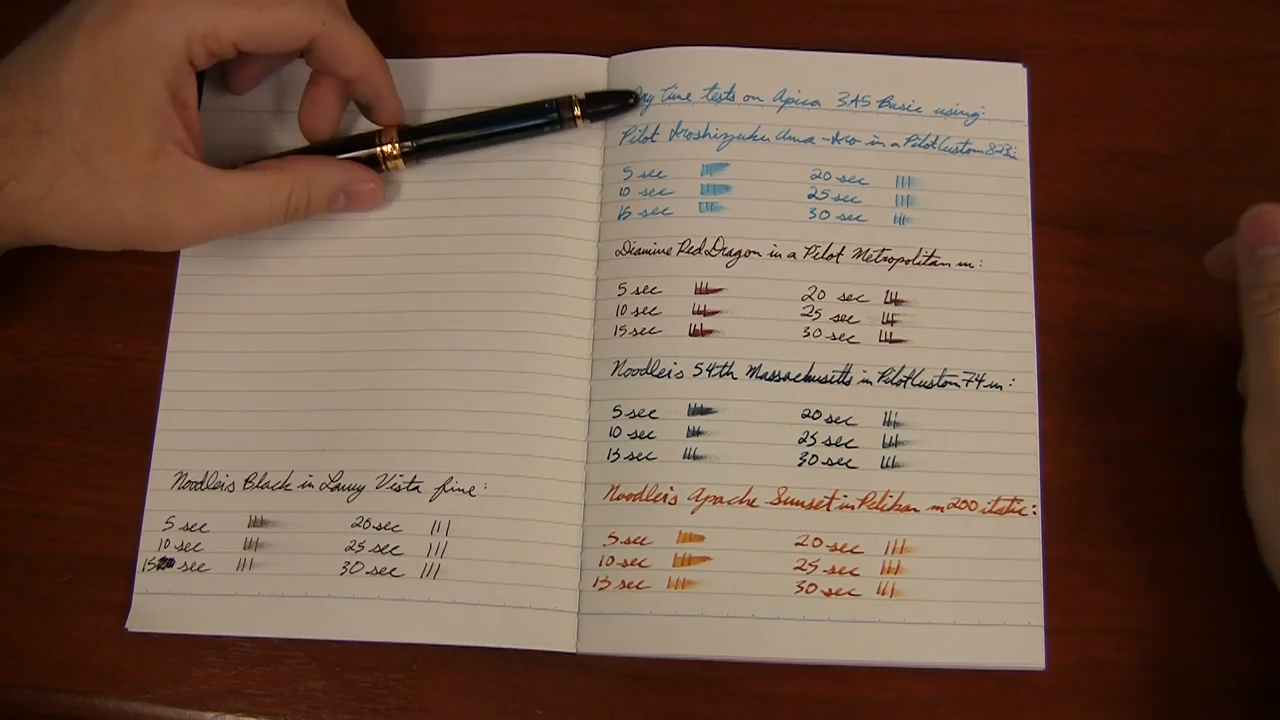 Noodler's Black in Lamy Vista fine:
5 sec 20 sec
10 sec 25 sec
15 sec 30 sec
Dry time tests on Apica 3A5 Basic using:
Pilot Iroshizuku Ama-Iro in a Pilot Custom 823:
5 sec 20 sec
10 sec 25 sec
15 sec 30 sec
Diamine Red Dragon in a Pilot Metropolitan m:
5 sec 20 sec
10 sec 25 sec
15 sec 30 sec
Noodler's 54th Massachusetts in Pilot Custom 74 m:
5 sec 20 sec
10 sec 25 sec
15 sec 30 sec
Noodler's Apache Sunset in Pelikan m200 italic:
5 sec 20 sec
10 sec 25 sec
15 sec 30 sec